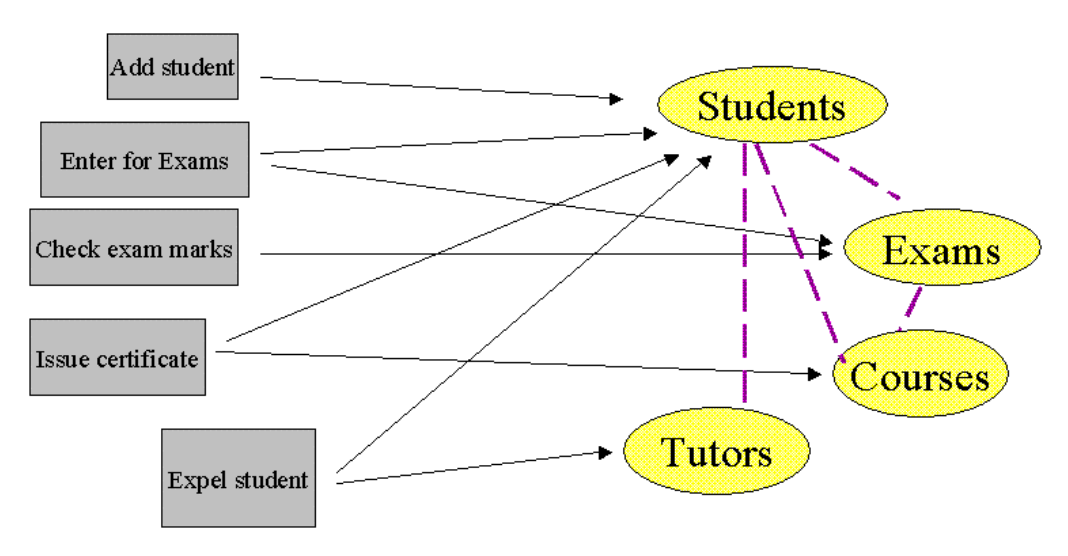 Add student
Students
Enter for Exams
Check exam marks
Exams
Issue certificate
Courses
Tutors
Expel student